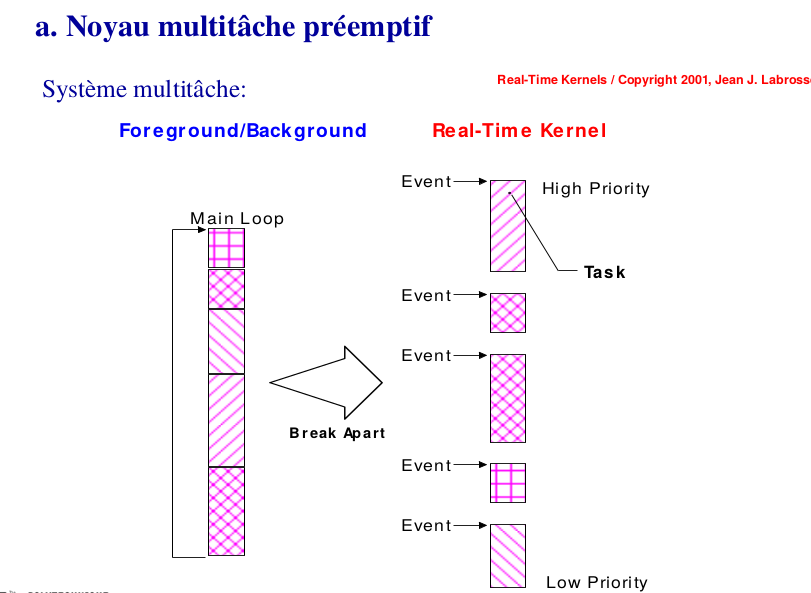 a. Noyau multitâche préemptif
Système multitâche:
Real-Time Kernels / Copyright 2001, Jean J. Labross
Foreground/Background
Real-Time Kernel
Event
High Priority
Main Loop
Task
Event
Event
Break Apart
Event
Event
Low Priority